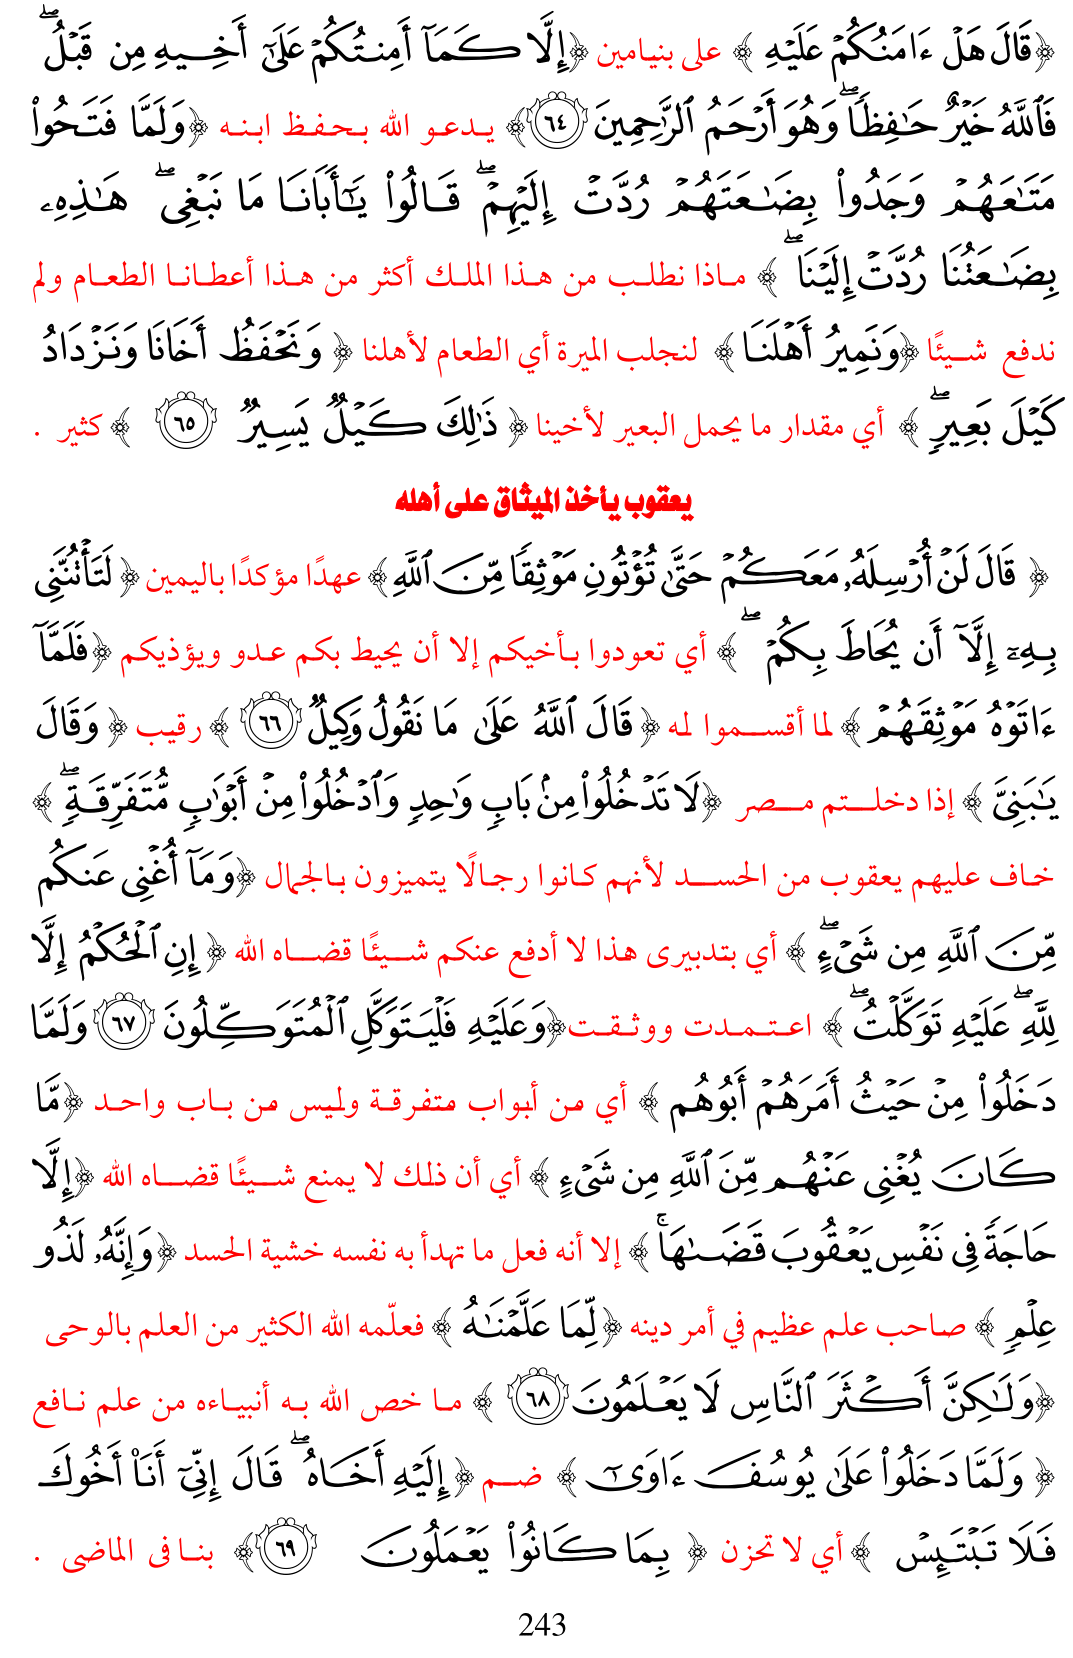 ﴿قَالَ هَلْ ءَامَنُكُمْ عَلَيْهِ ﴾ على بنيامين ﴿إِلَّا كَمَآ أَمِنتُكُمْ عَلَىٰٓ أَخِيهِ مِن قَبْلُ ۖ
فَٱللَّهُ خَيْرٌ حَـٰفِظًا ۖ وَهُوَ أَرْحَمُ ٱلرَّٰحِمِينَ ٦٤﴾ يدعو الله بحفظ ابنه ﴿وَلَمَّا فَتَحُوا۟
مَتَـٰعَهُمْ وَجَدُوا۟ بِضَـٰعَتَهُمْ رُدَّتْ إِلَيْهِمْ ۖ قَالُوا۟ يَـٰٓأَبَانَا مَا نَبْغِى ۖ هَـٰذِهِۦ
بِضَـٰعَتُنَا رُدَّتْ إِلَيْنَا ۖ ﴾ ماذا نطلب من هذا الملك أكثر من هذا أعطانا الطعام ولم
ندفع شيئًا ﴿وَنَمِيرُ أَهْلَنَا ﴾ لنجلب الميرة أي الطعام لأهلنا ﴿ وَنَحْفَظُ أَخَانَا وَنَزْدَادُ
كَيْلَ بَعِيرٍ ۖ ﴾ أي مقدار ما يحمل البعير لأخينا ﴿ ذَٰلِكَ كَيْلٌ يَسِيرٌ ٦٥ ﴾ كثير .
يعقوب يأخذ الميثاق على أهله
﴿ قَالَ لَنْ أُرْسِلَهُۥ مَعَكُمْ حَتَّىٰ تُؤْتُونِ مَوْثِقًا مِّنَ ٱللَّهِ ﴾ عهدًا مؤكدًا باليمين ﴿ لَتَأْتُنَّنِى
بِهِۦٓ إِلَّآ أَن يُحَاطَ بِكُمْ ۖ ﴾ أي تعودوا بأخيكم إلا أن يحيط بكم عدو ويؤذيكم ﴿فَلَمَّآ
ءَاتَوْهُ مَوْثِقَهُمْ ﴾ لما أقسموا له ﴿ قَالَ ٱللَّهُ عَلَىٰ مَا نَقُولُ وَكِيلٌ ٦٦ ﴾ رقيب ﴿ وَقَالَ
يَـٰبَنِىَّ ﴾ إذا دخلتم مصر ﴿لَا تَدْخُلُوا۟ مِنۢ بَابٍ وَٰحِدٍ وَٱدْخُلُوا۟ مِنْ أَبْوَٰبٍ مُّتَفَرِّقَةٍ ۖ ﴾
خاف عليهم يعقوب من الحسد لأنهم كانوا رجالًا يتميزون بالجمال ﴿وَمَآ أُغْنِى عَنكُم
مِّنَ ٱللَّهِ مِن شَىْءٍ ۖ ﴾ أي بتدبيرى هذا لا أدفع عنكم شيئًا قضاه الله ﴿ إِنِ ٱلْحُكْمُ إِلَّا
لِلَّهِ ۖ عَلَيْهِ تَوَكَّلْتُ ۖ ﴾ اعتمدت ووثقت ﴿وَعَلَيْهِ فَلْيَتَوَكَّلِ ٱلْمُتَوَكِّلُونَ ٦٧﴾ وَلَمَّا
دَخَلُوا۟ مِنْ حَيْثُ أَمَرَهُمْ أَبُوهُم ﴾ أي من أبواب متفرقة وليس من باب واحد ﴿مَّا
كَانَ يُغْنِى عَنْهُم مِّنَ ٱللَّهِ مِن شَىْءٍ ﴾ أي أن ذلك لا يمنع شيئًا قضاه الله ﴿إِلَّا
حَاجَةً فِى نَفْسِ يَعْقُوبَ قَضَىٰهَا ۚ ﴾ إلا أنه فعل ما تهدأ به نفسه خشية الحسد ﴿وَإِنَّهُۥ لَذُو
عِلْمٍ ﴾ صاحب علم عظيم في أمر دينه ﴿لِّمَا عَلَّمْنَـٰهُ ﴾ فعلّمه الله الكثير من العلم بالوحى
﴿وَلَـٰكِنَّ أَكْثَرَ ٱلنَّاسِ لَا يَعْلَمُونَ ٦٨ ﴾ ما خص الله به أنبياءه من علم نافع
﴿ وَلَمَّا دَخَلُوا۟ عَلَىٰ يُوسُفَ ءَاوَىٰٓ ﴾ ضم ﴿إِلَيْهِ أَخَاهُ ۖ قَالَ إِنِّىٓ أَنَا۠ أَخُوكَ
فَلَا تَبْتَئِسْ ﴾ أي لا تحزن ﴿ بِمَا كَانُوا۟ يَعْمَلُونَ ٦٩﴾ بنا فى الماضى .
243